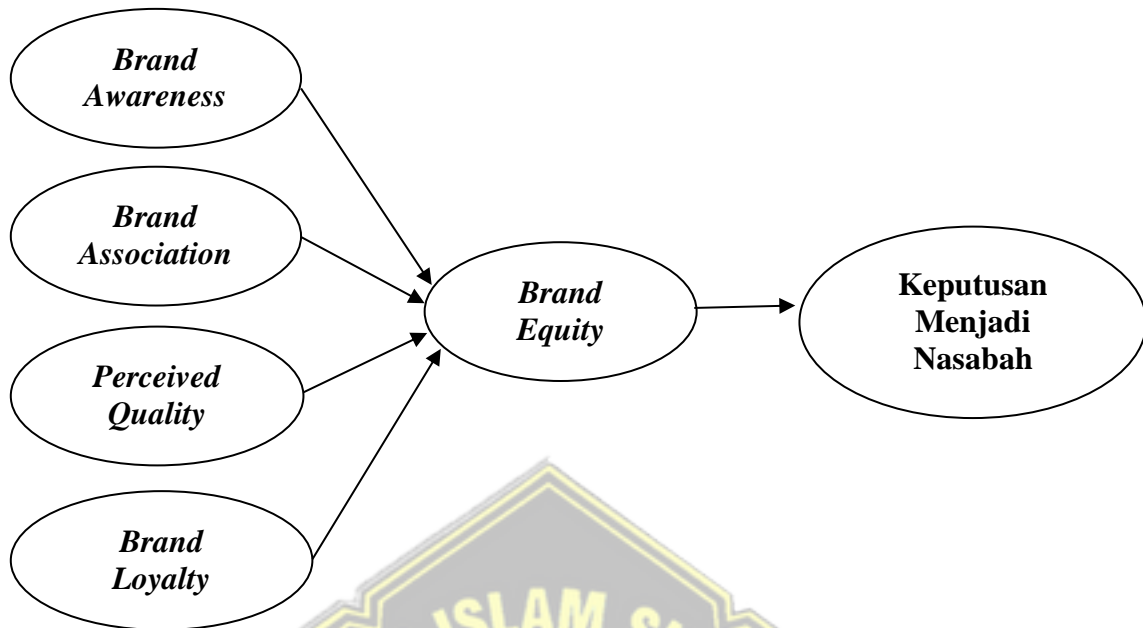 Brand
Awareness
Brand
Association
Perceived
Quality
Brand
Loyalty
Brand
Equity
Keputusan
Menjadi
Nasabah
ISLAM